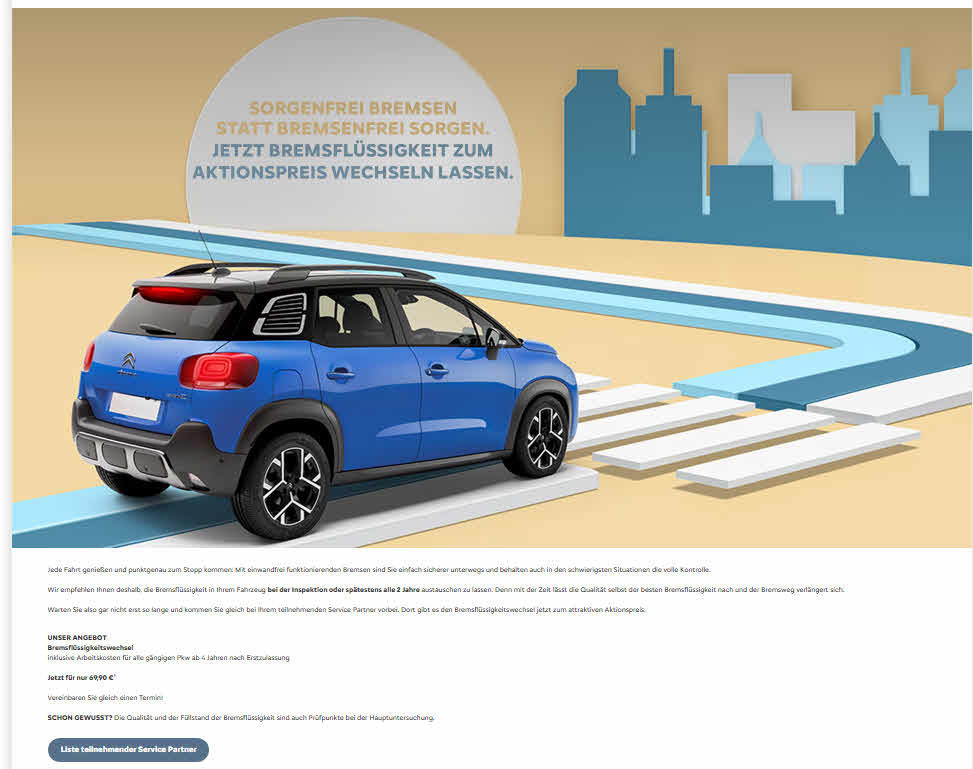 SORGENFREI BREMSEN
STATT BREMSENFREI SORGEN.
JETZT BREMSFLÜSSIGKEIT ZUM
AKTIONSPREIS WECHSELN LASSEN.
Jede Fahrt genießen und punktgenau zum Stopp kommen: Mit einwandfrei funktionierenden Bremsen sind Sie einfach sicherer unterwegs und behalten auch in den schwierigsten Situationen die volle Kontrolle.
Wir empfehlen Ihnen deshalb, die Bremsflüssigkeit in Ihrem Fahrzeug bei der Inspektion oder spätestens alle 2 Jahre austauschen zu lassen. Denn mit der Zeit lässt die Qualität selbst der besten Bremsflüssigkeit nach und der Bremsweg verlängert sich.
Warten Sie also gar nicht erst so lange und kommen Sie gleich bei Ihrem teilnehmenden Service Partner vorbei. Dort gibt es den Bremsflüssigkeitswechsel jetzt zum attraktiven Aktionspreis.
UNSER ANGEBOT
Bremsflüssigkeitswechsel
inklusive Arbeitskosten für alle gängigen Pkw ab 4 Jahren nach Erstzulassung
Jetzt für nur 69,90 €*
Vereinbaren Sie gleich einen Termin!
SCHON GEWUSST? Die Qualität und der Füllstand der Bremsflüssigkeit sind auch Prüfpunkte bei der Hauptuntersuchung.
Liste teilnehmender Service Partner